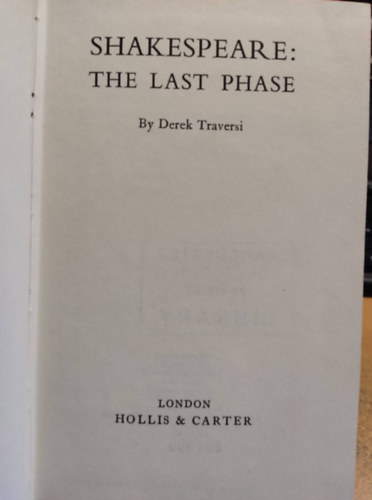 SHAKESPEARE:
THE LAST PHASE
By Derek Traversi
LONDON
HOLLIS & CARTER